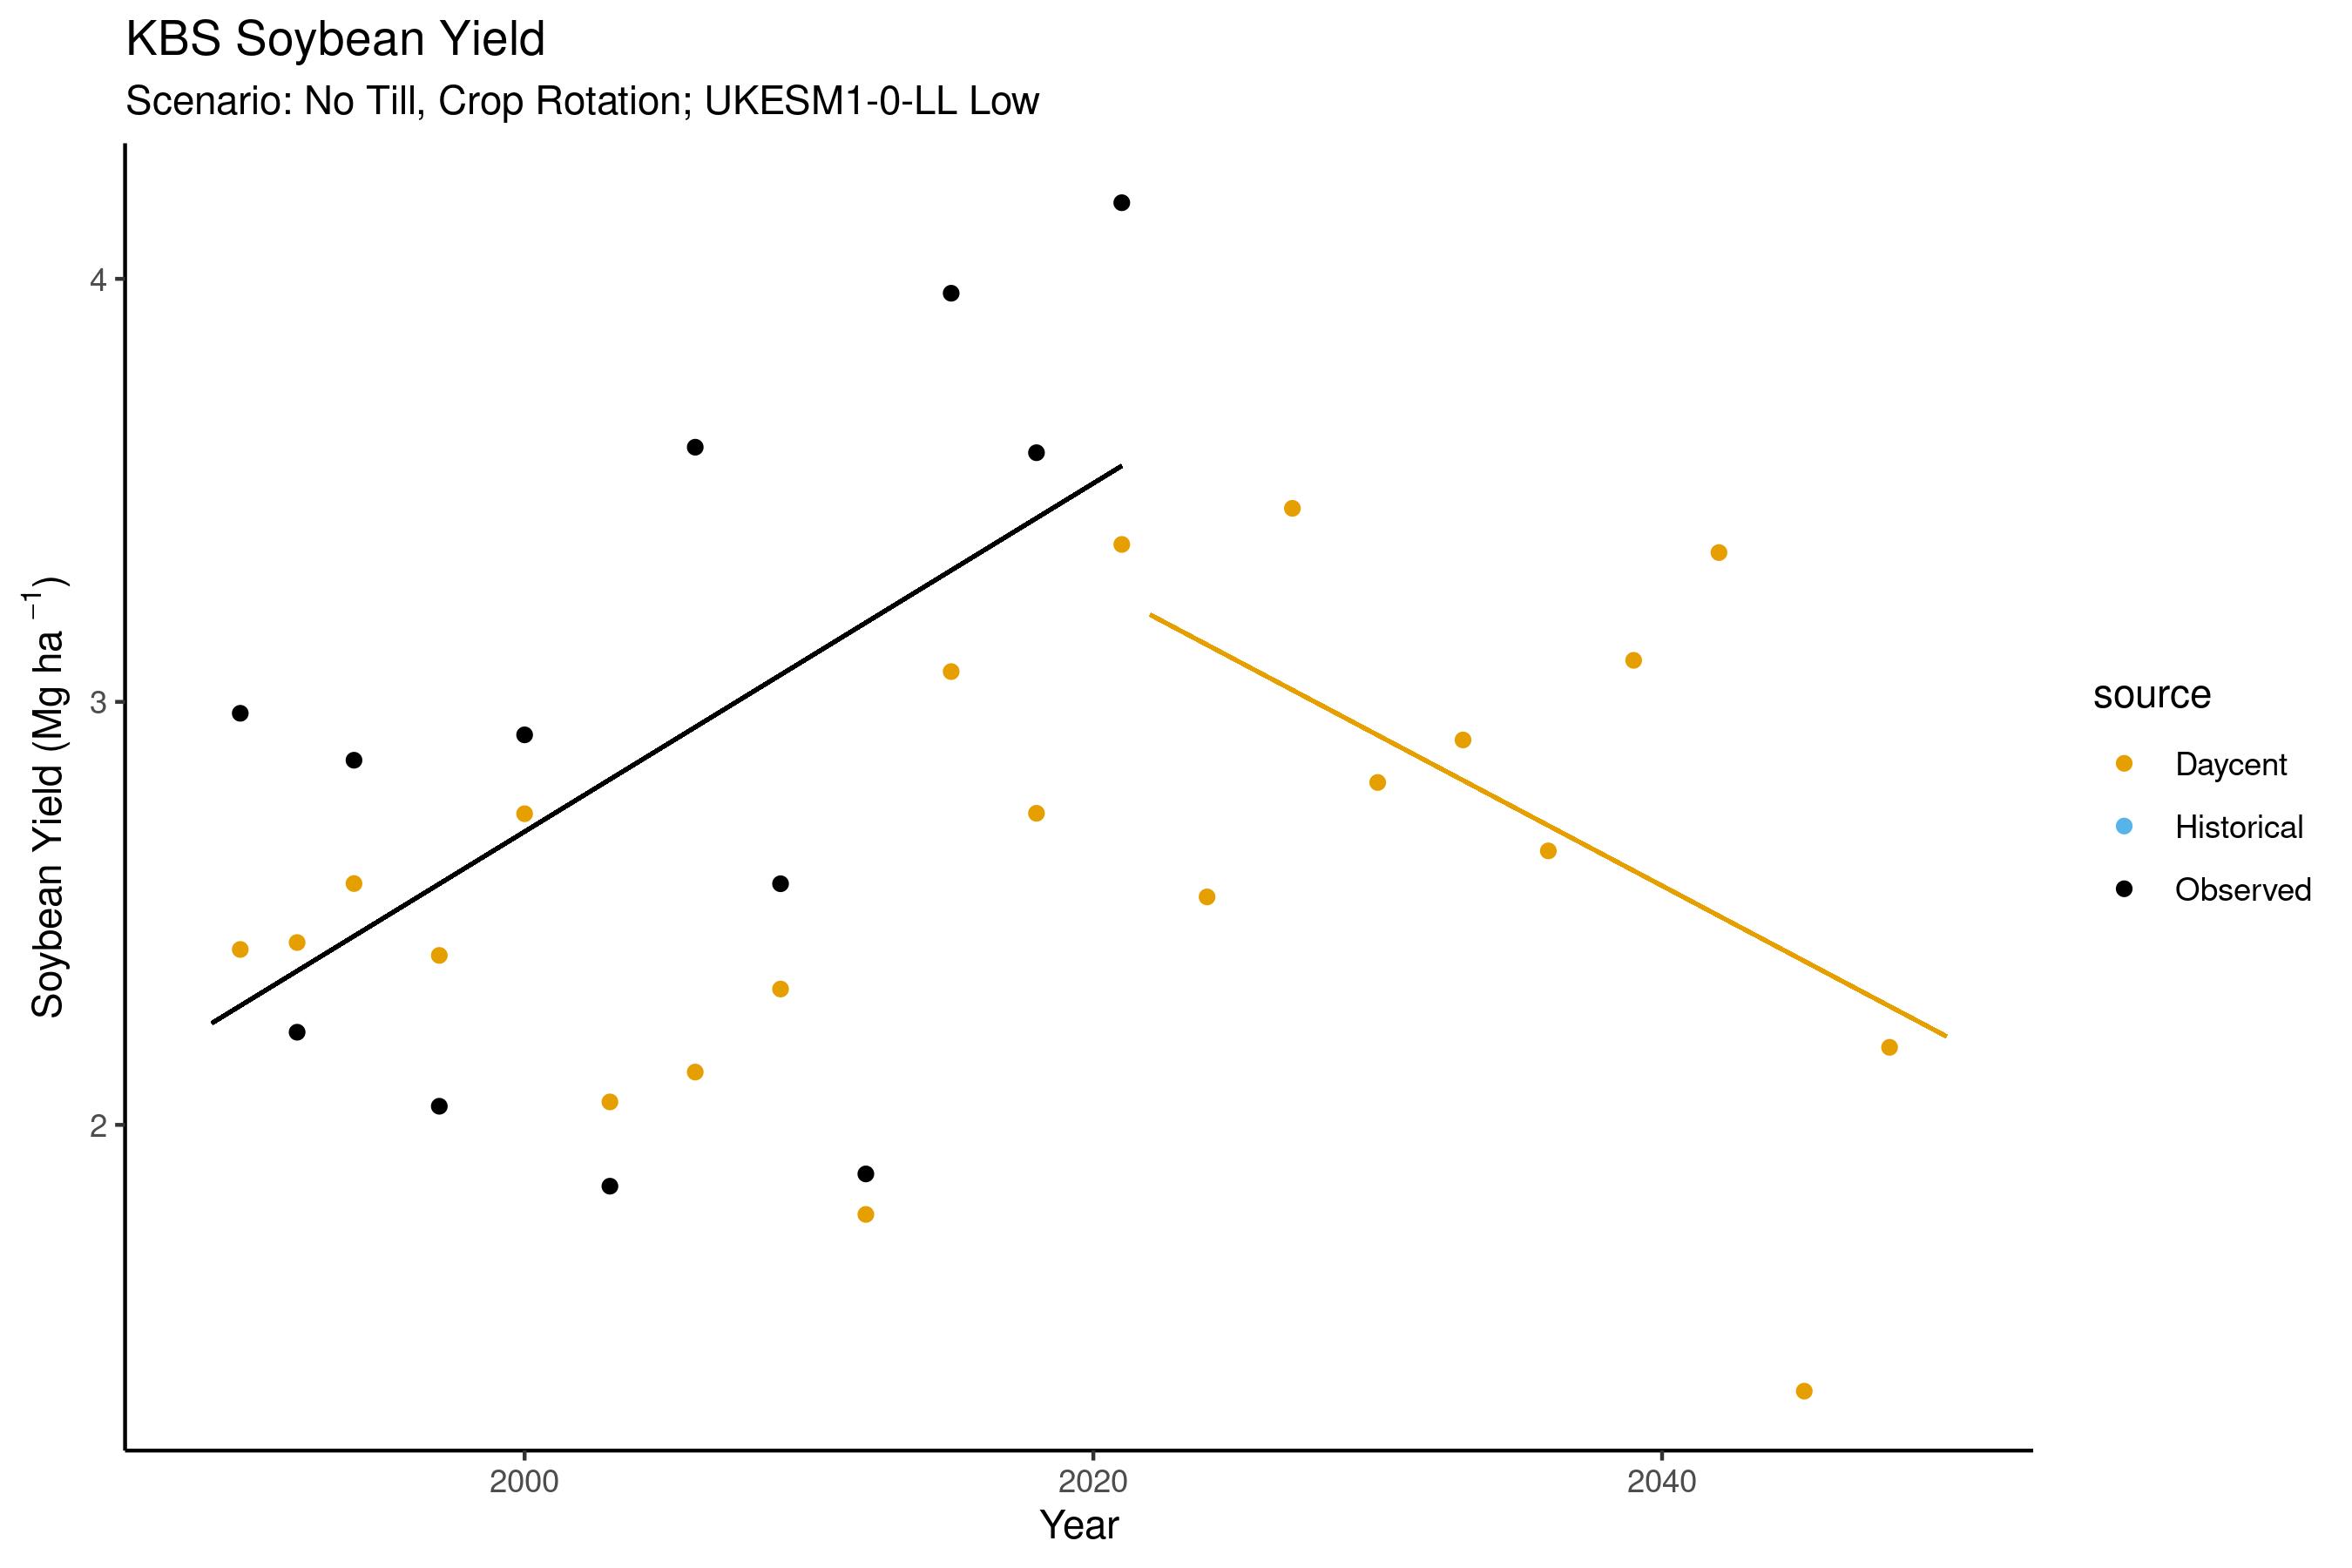 KBS Soybean Yield
Scenario: No Till, Crop Rotation; UKESM1-0-LL Low
Soybean Yield (Mg ha⁻¹)
4
3
2
2000
2020
2040
Year
source
Daycent
Historical
Observed